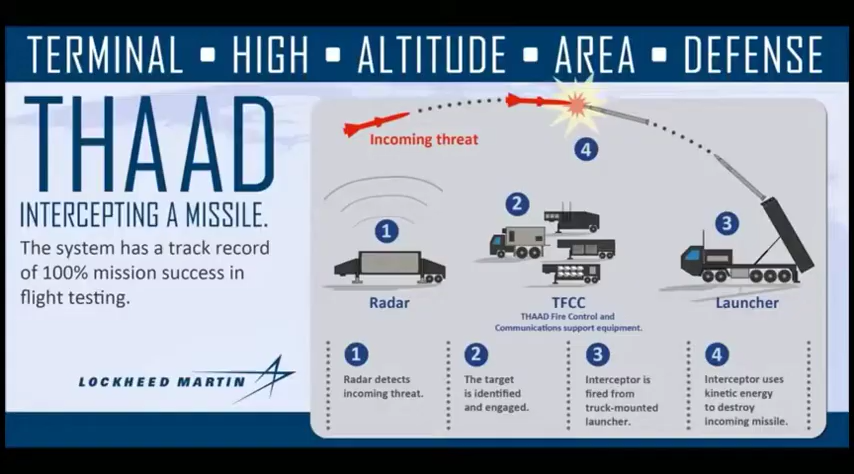 TERMINAL ▪ HIGH ▪ ALTITUDE ▪ AREA ▪ DEFENSE
THAAD
INTERCEPTING A MISSILE.
The system has a track record
of 100% mission success in
flight testing.
LOCKHEED MARTIN
Incoming threat
4
1
Radar
2
TFCC
THAAD Fire Control and
Communications support equipment.
3
Launcher
1
Radar detects
incoming threat.
2
The target
is identified
and engaged.
3
Interceptor is
fired from
truck-mounted
launcher.
4
Interceptor uses
kinetic energy
to destroy
incoming missile.